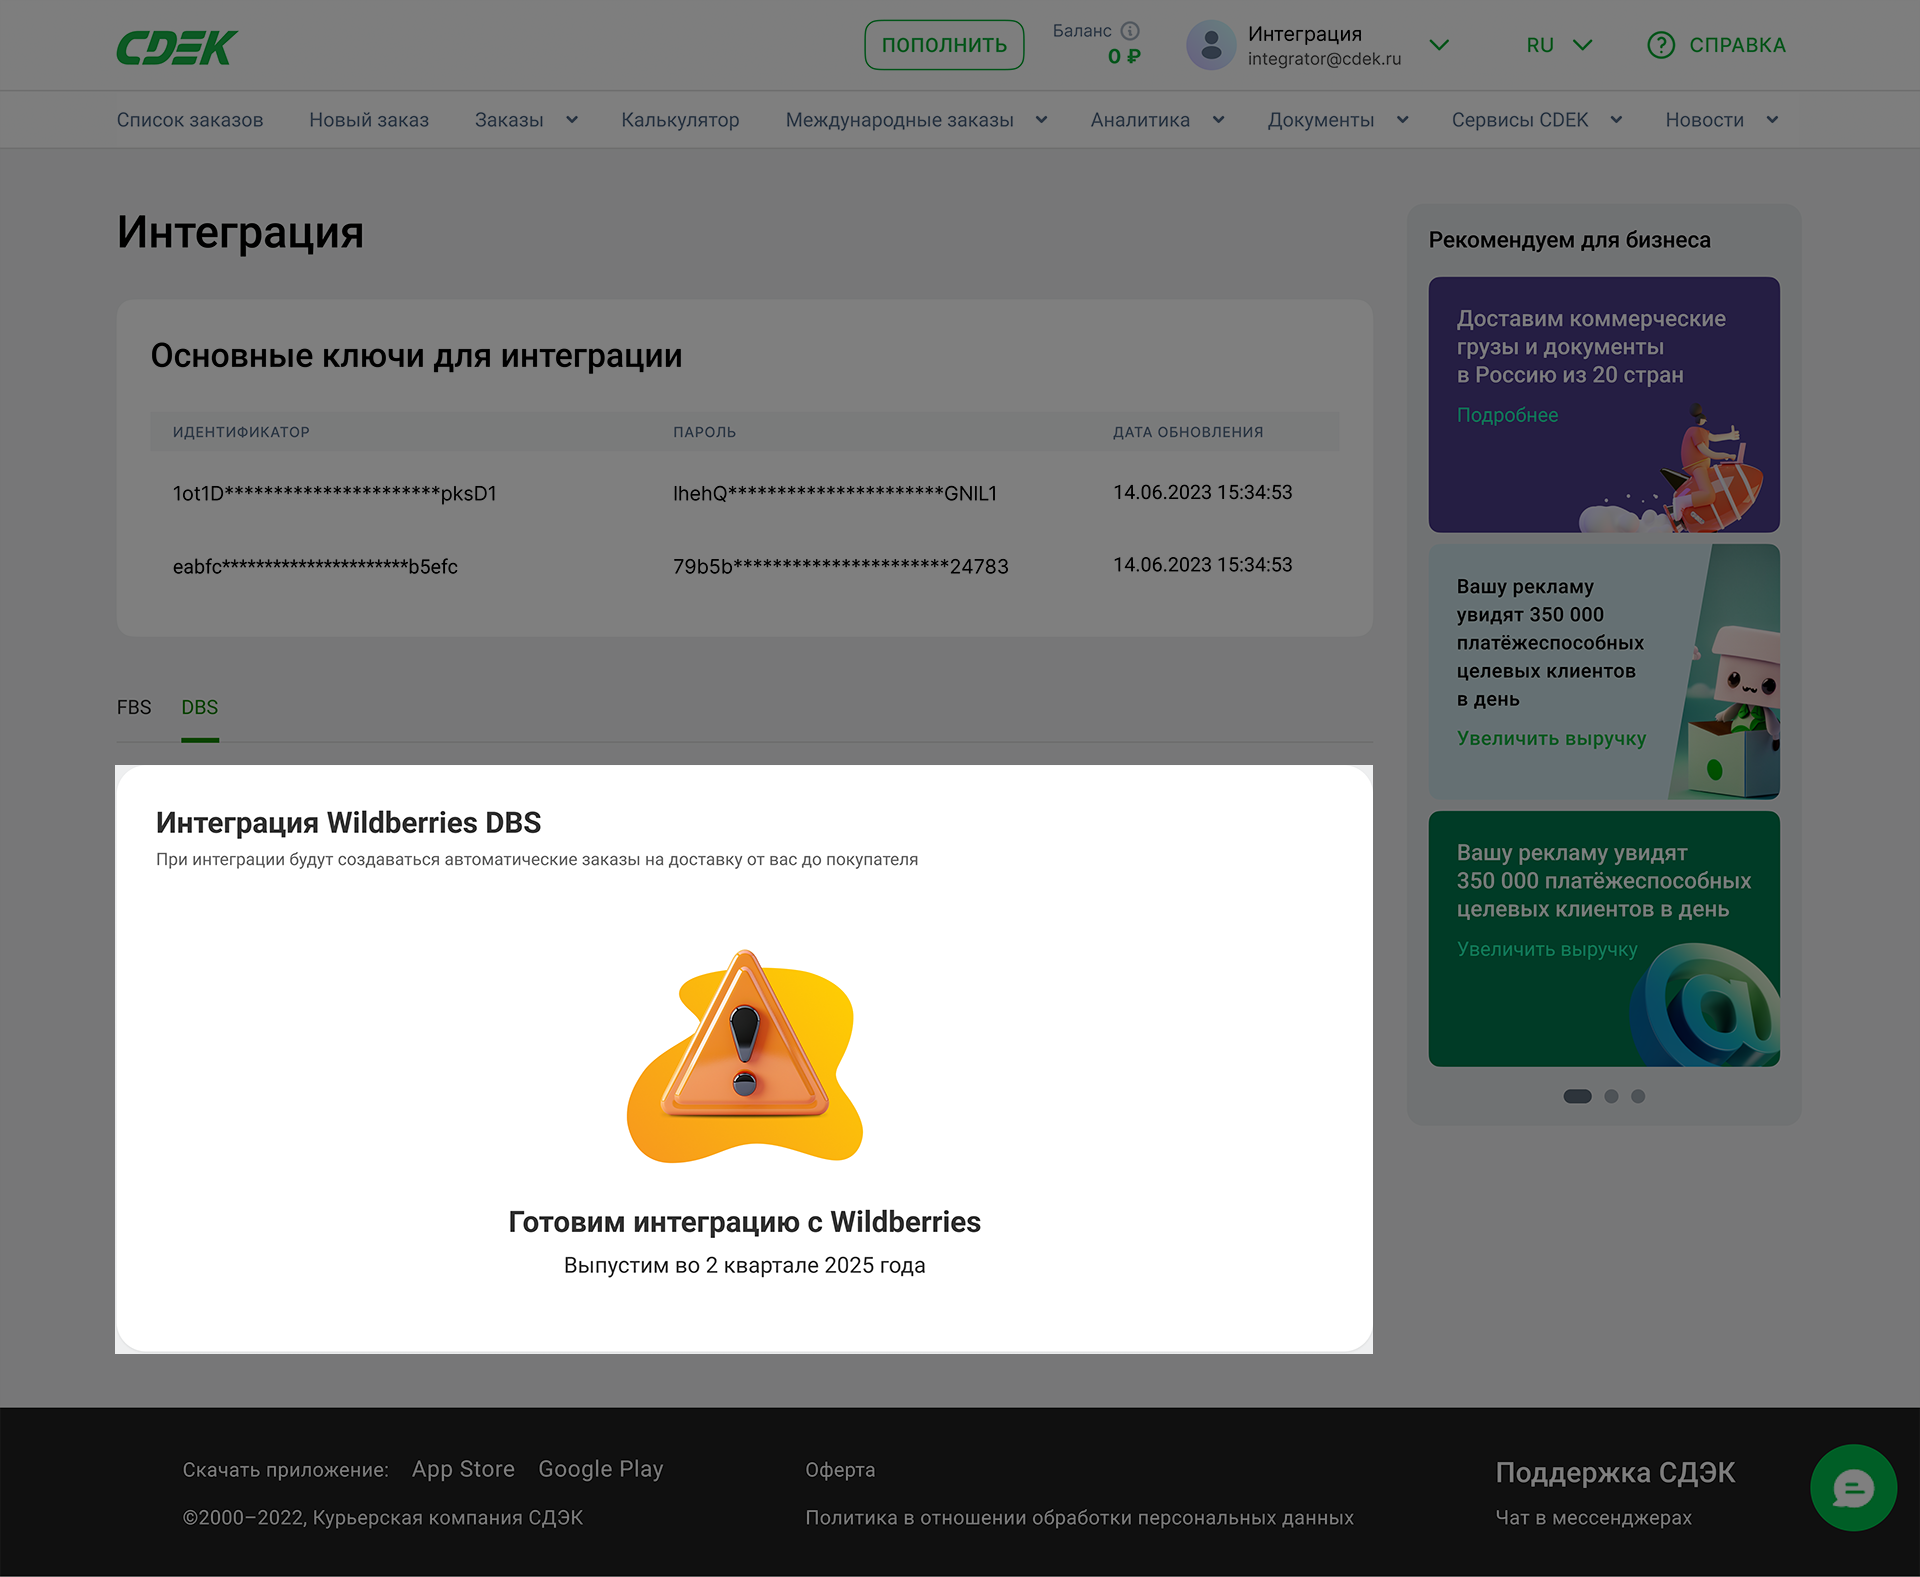 CDEK
ПОПОЛНИТЬ
Баланс
0 ₽
Интеграция
integrator@cdek.ru
RU
СПРАВКА
Список заказов
Новый заказ
Заказы
Калькулятор
Международные заказы
Аналитика
Документы
Сервисы CDEK
Новости
Интеграция
Основные ключи для интеграции
ИДЕНТИФИКАТОР
ПАРОЛЬ
ДАТА ОБНОВЛЕНИЯ
1ot1D**********************pksD1
lhehQ**********************GNIL1
14.06.2023 15:34:53
eabfc**********************b5efc
79b5b**********************24783
14.06.2023 15:34:53
FBS
DBS
Интеграция Wildberries DBS
При интеграции будут создаваться автоматические заказы на доставку от вас до покупателя
Готовим интеграцию с Wildberries
Выпустим во 2 квартале 2025 года
Рекомендуем для бизнеса
Доставим коммерческие
грузы и документы
в Россию из 20 стран
Подробнее
Вашу рекламу
увидят 350 000
платёжеспособных
целевых клиентов
в день
Увеличить выручку
Вашу рекламу увидят
350 000 платёжеспособных
целевых клиентов в день
Увеличить выручку
Скачать приложение: App Store Google Play
©2000–2022, Курьерская компания СДЭК
Оферта
Политика в отношении обработки персональных данных
Поддержка СДЭК
Чат в мессенджерах